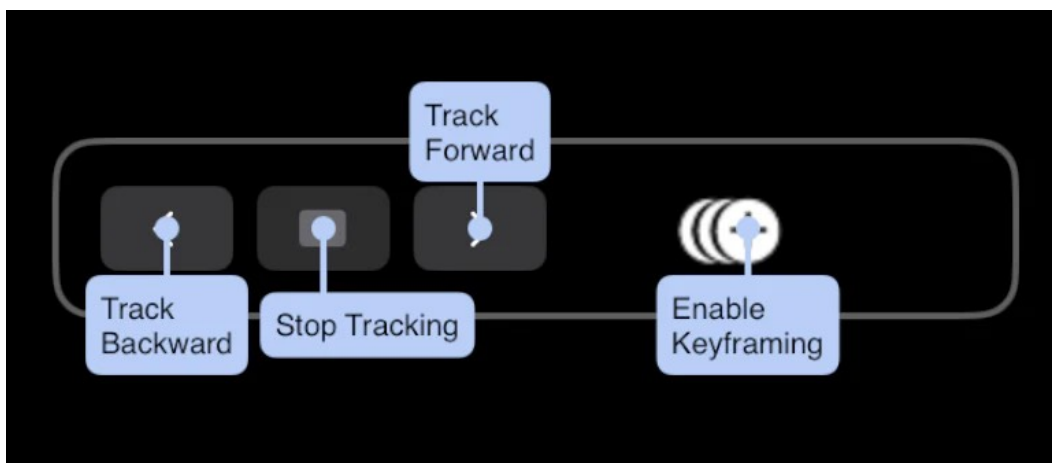 Track
Forward
Track
Backward
Stop Tracking
Enable
Keyframing